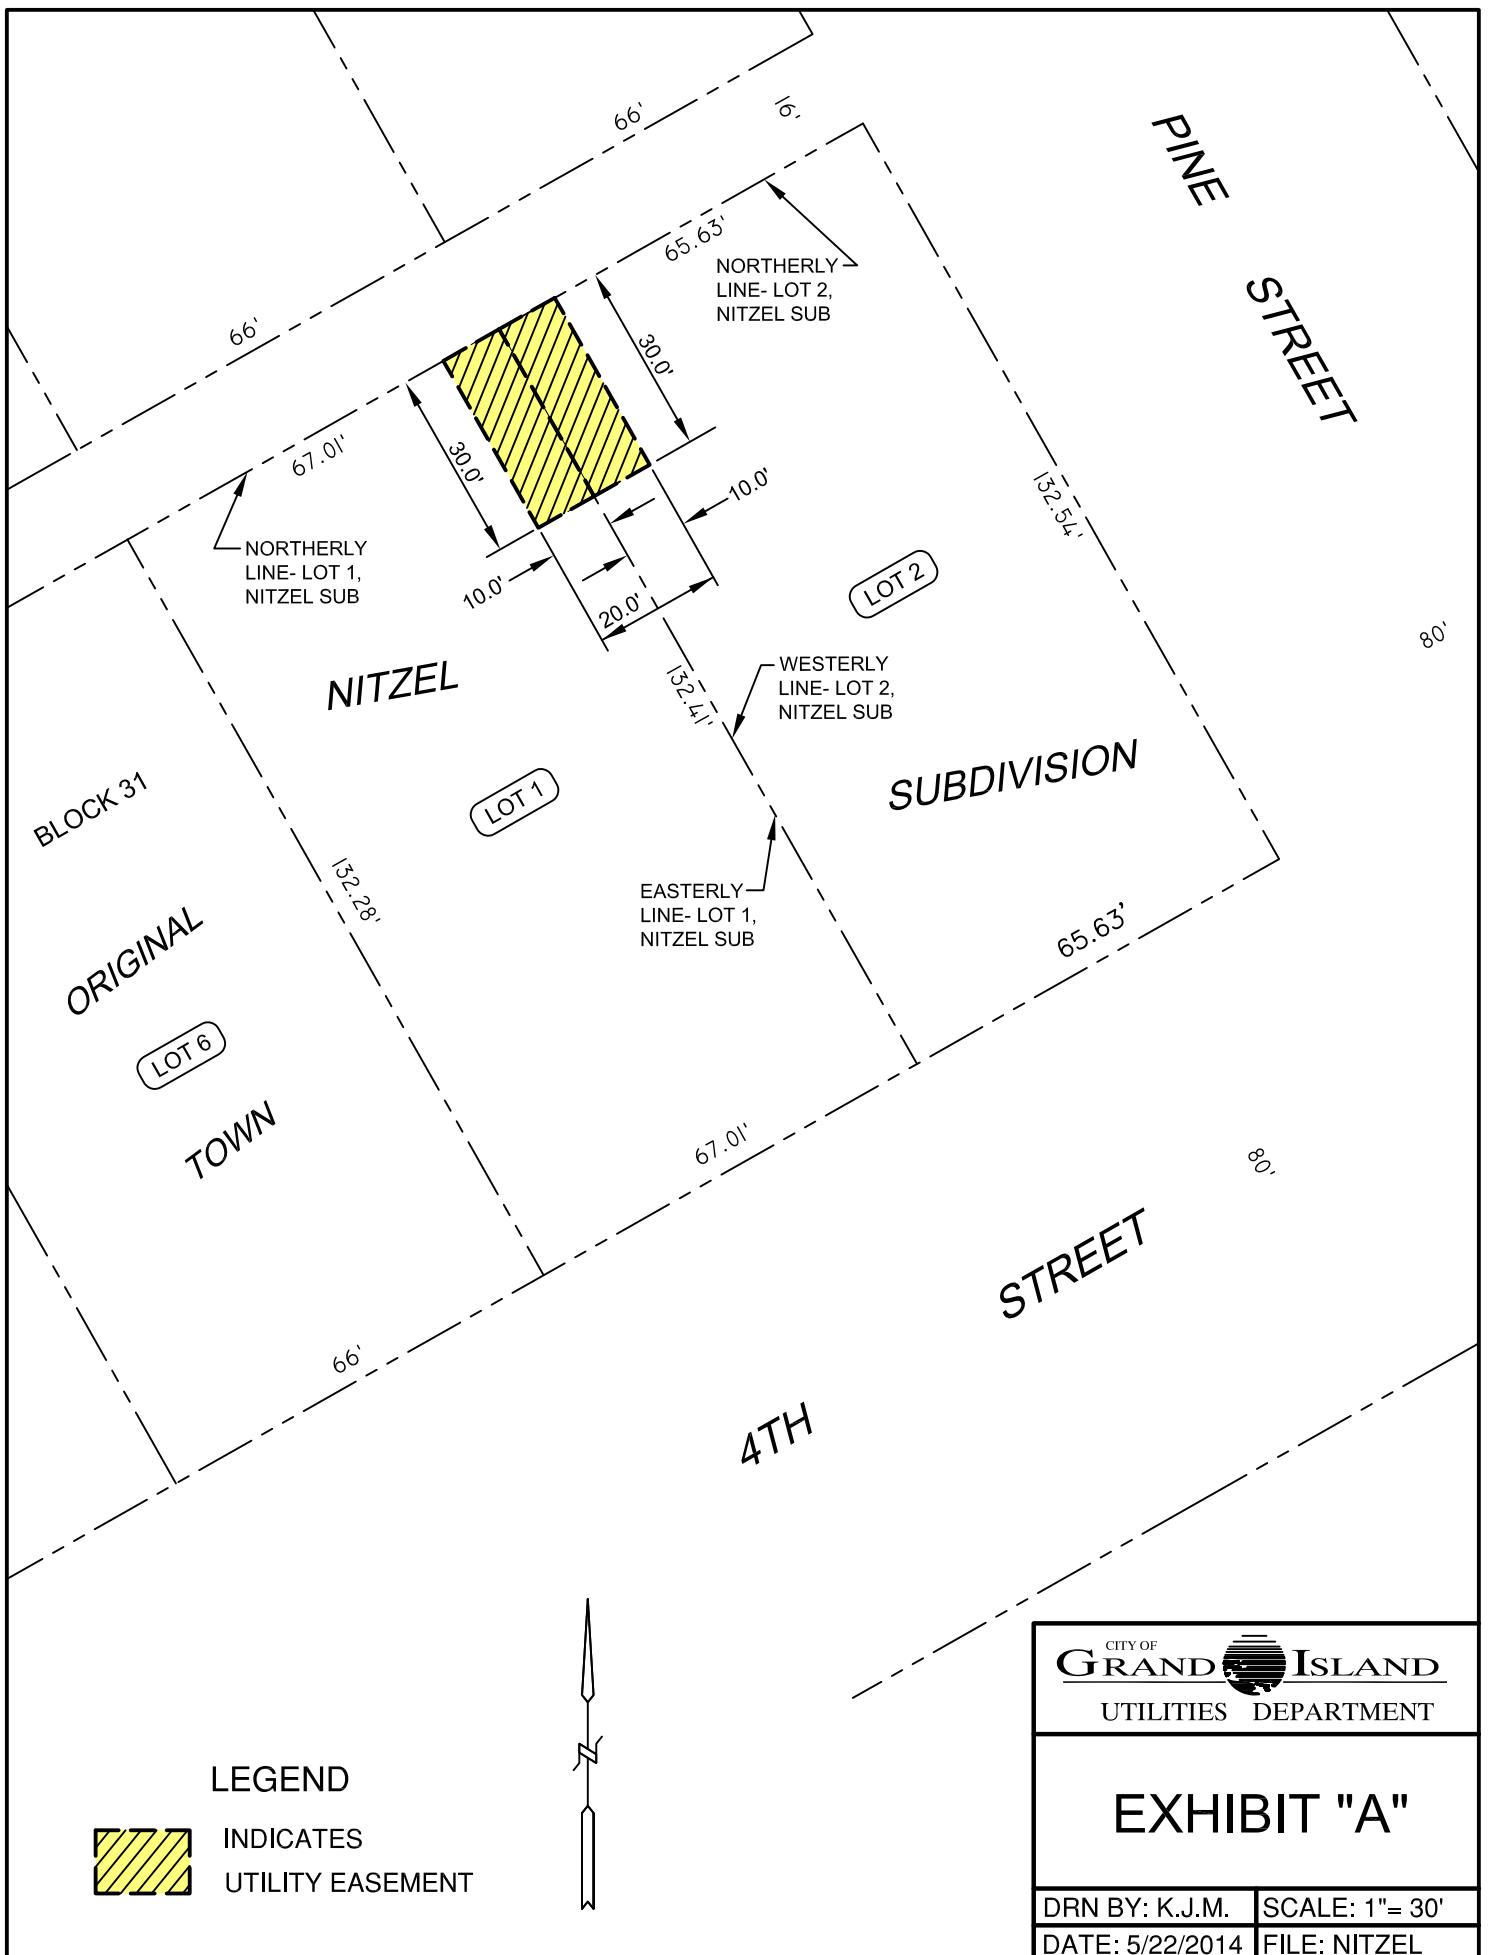 66'
16'
PINE
STREET
65.63'
NORTHERLY
LINE- LOT 2,
NITZEL SUB
66'
30.0'
67.01'
30.0'
10.0'
132.54'
NORTHERLY
LINE- LOT 1,
NITZEL SUB
10.0'
20.0'
LOT 2
80'
NITZEL
132.41'
WESTERLY
LINE- LOT 2,
NITZEL SUB
SUBDIVISION
BLOCK 31
LOT 1
132.28'
EASTERLY
LINE- LOT 1,
NITZEL SUB
65.63'
ORIGINAL
LOT 6
TOWN
67.01'
80'
STREET
66'
4TH
N
CITY OF
GRAND ISLAND
UTILITIES DEPARTMENT
LEGEND
INDICATES
UTILITY EASEMENT
EXHIBIT "A"
DRN BY: K.J.M.
SCALE: 1"= 30'
DATE: 5/22/2014
FILE: NITZEL